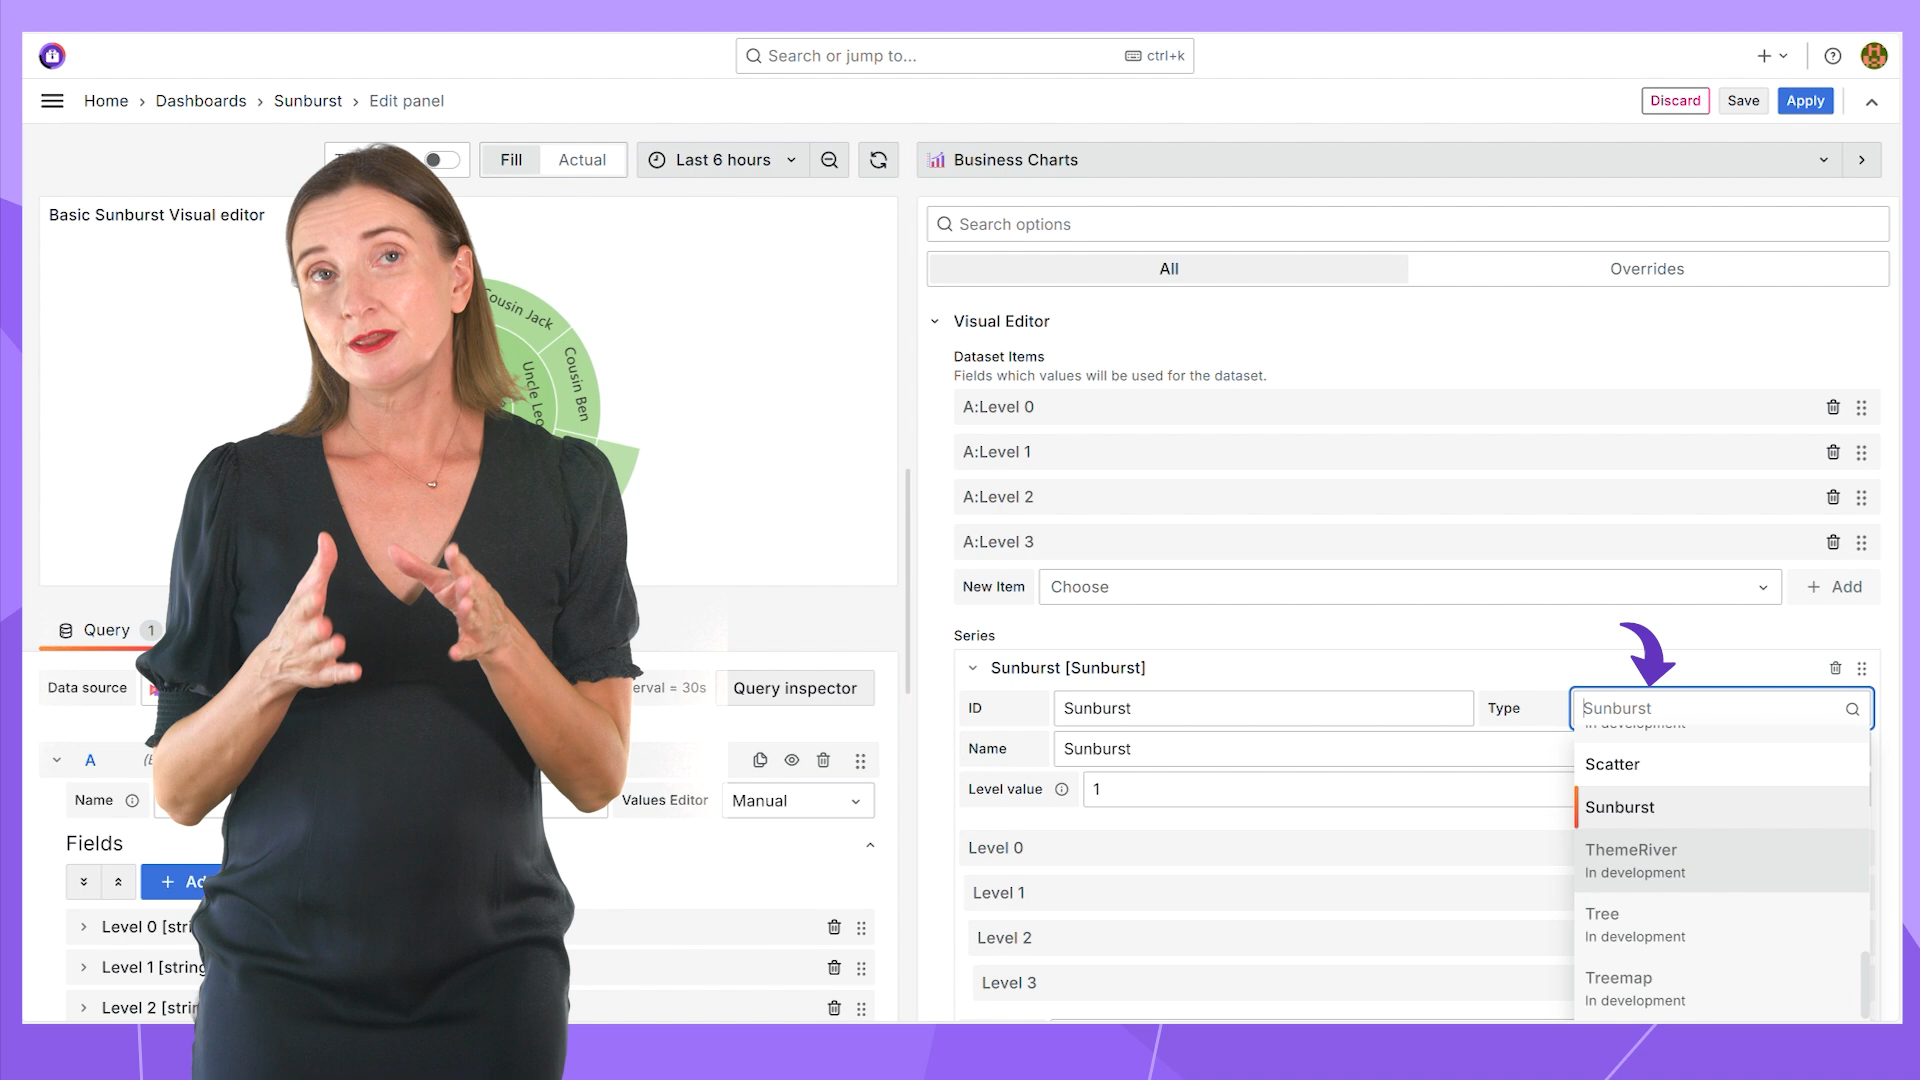 Search or jump to...
ctrl+k
Home › Dashboards › Sunburst › Edit panel
Discard
Save
Apply
Fill
Actual
Last 6 hours
Business Charts
Basic Sunburst Visual editor
Cousin Jack
Cousin Ben
Uncle Leo
Search options
All
Overrides
Visual Editor
Dataset Items
Fields which values will be used for the dataset.
A:Level 0
A:Level 1
A:Level 2
A:Level 3
New Item
Choose
+ Add
Series
Sunburst [Sunburst]
ID
Sunburst
Type
Sunburst
Name
Sunburst
Level value
1
Level 0
Level 1
Level 2
Level 3
In development
Scatter
Sunburst
ThemeRiver
In development
Tree
In development
Treemap
In development
Query 1
Data source
erval = 30s
Query inspector
A
Name
Values Editor
Manual
Fields
+ Ad
Level 0 [stri
Level 1 [string
Level 2 [strin